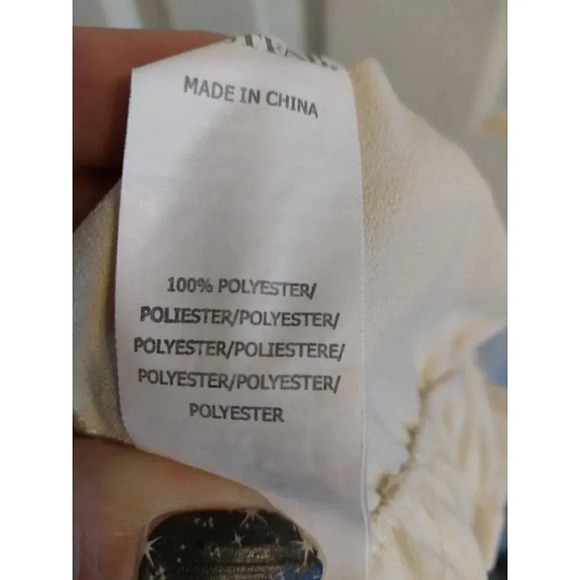 MADE IN CHINA
100% POLYESTER/
POLIESTER/POLYESTER/
POLYESTER/POLIESTERE/
POLYESTER/POLYESTER/
POLYESTER